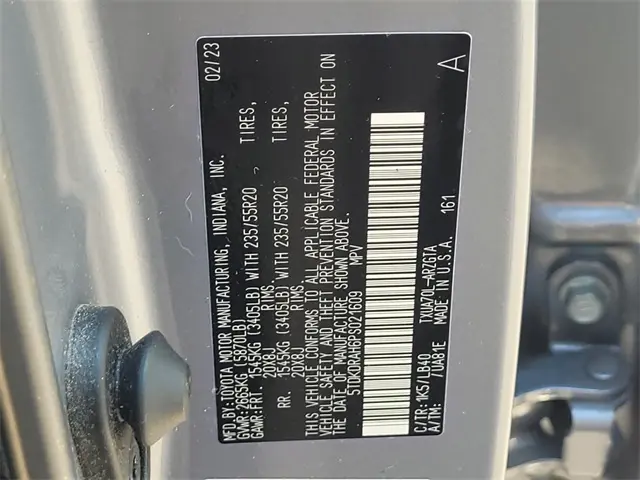 MFD.BY:TOYOTA MOTOR MANUFACTURING, INDIANA, INC. 02/23
GVWR:2665KG (5870LB)
GAWR:FRT. 1545KG (3405LB) WITH 235/55R20 TIRES,
20X8J RIMS
RR. 1545KG (3405LB) WITH 235/55R20 TIRES,
20X8J RIMS
THIS VEHICLE CONFORMS TO ALL APPLICABLE FEDERAL MOTOR
VEHICLE SAFETY AND THEFT PREVENTION STANDARDS IN EFFECT ON
THE DATE OF MANUFACTURE SHOWN ABOVE.
MPV
C/TR:1K5/LB40 TXUA70L-ARZGTA A
A/TM: /UA81E MADE IN U.S.A. 161